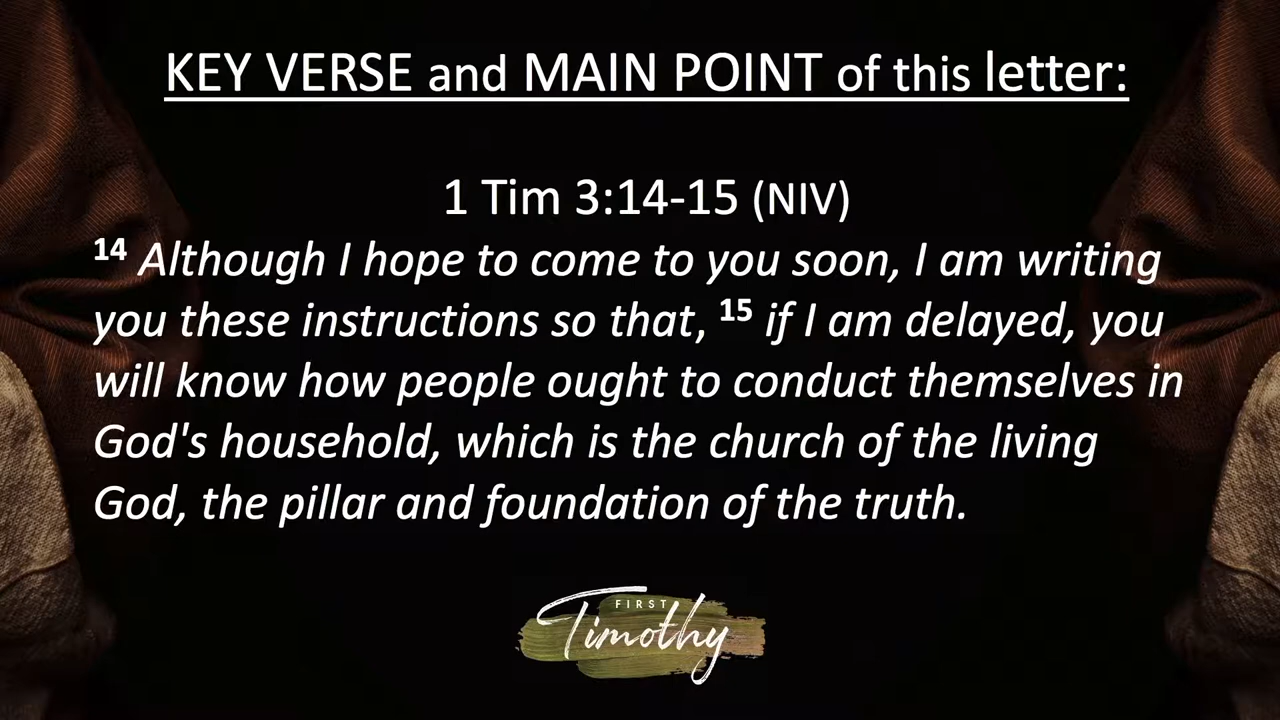 KEY VERSE and MAIN POINT of this letter:
1 Tim 3:14-15 (NIV)
14 Although I hope to come to you soon, I am writing
you these instructions so that, 15 if I am delayed, you
will know how people ought to conduct themselves in
God's household, which is the church of the living
God, the pillar and foundation of the truth.
FIRST
Timothy